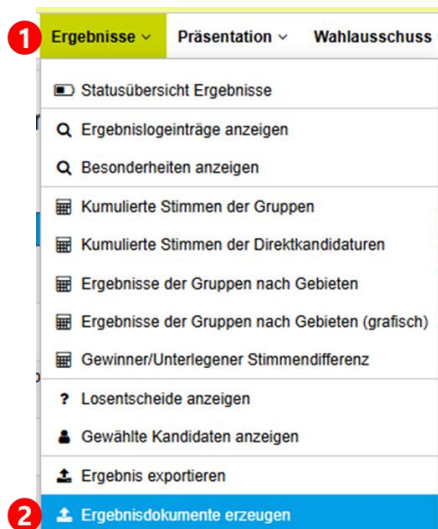 1 Ergebnisse Präsentation Wahlausschuss
Statusübersicht Ergebnisse
Ergebnislogeinträge anzeigen
Besonderheiten anzeigen
Kumulierte Stimmen der Gruppen
Kumulierte Stimmen der Direktkandidaturen
Ergebnisse der Gruppen nach Gebieten
Ergebnisse der Gruppen nach Gebieten (grafisch)
Gewinner/Unterlegener Stimmendifferenz
? Losentscheide anzeigen
Gewählte Kandidaten anzeigen
Ergebnis exportieren
2 Ergebnisdokumente erzeugen